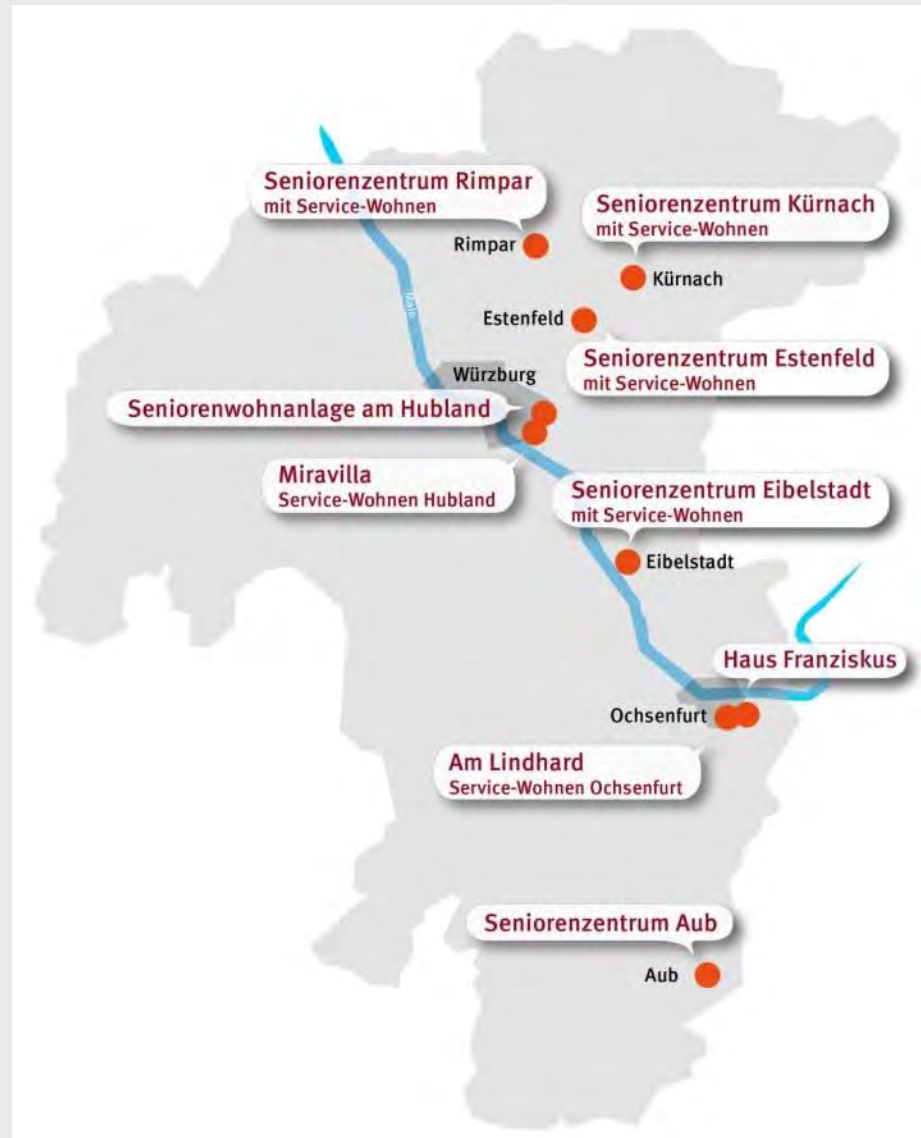 Seniorenzentrum Rimpar
mit Service-Wohnen
Seniorenzentrum Kürnach
mit Service-Wohnen
Rimpar
Kürnach
Main
Estenfeld
Seniorenzentrum Estenfeld
mit Service-Wohnen
Würzburg
Seniorenwohnanlage am Hubland
Miravilla
Service-Wohnen Hubland
Seniorenzentrum Eibelstadt
mit Service-Wohnen
Eibelstadt
Haus Franziskus
Ochsenfurt
Am Lindhard
Service-Wohnen Ochsenfurt
Seniorenzentrum Aub
Aub